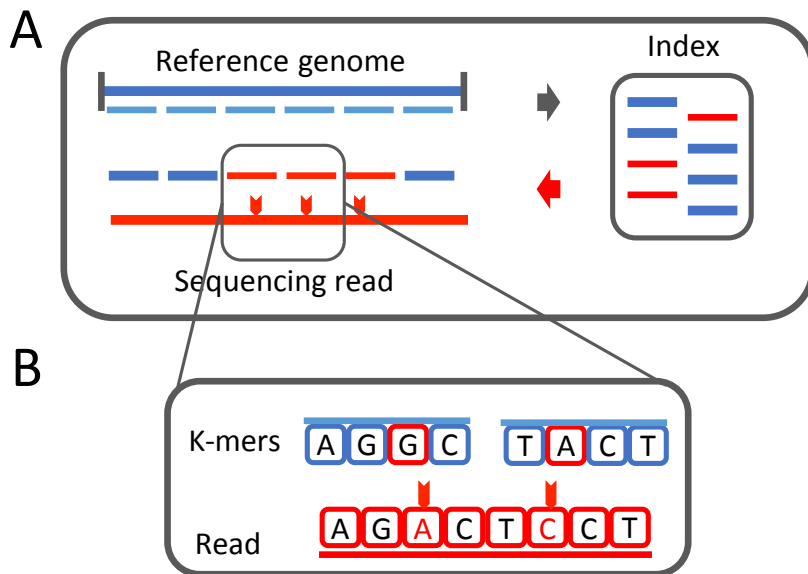 A
Reference genome
Index
Sequencing read
B
K-mers
A G G C
T A C T
Read
A G A C T C C T